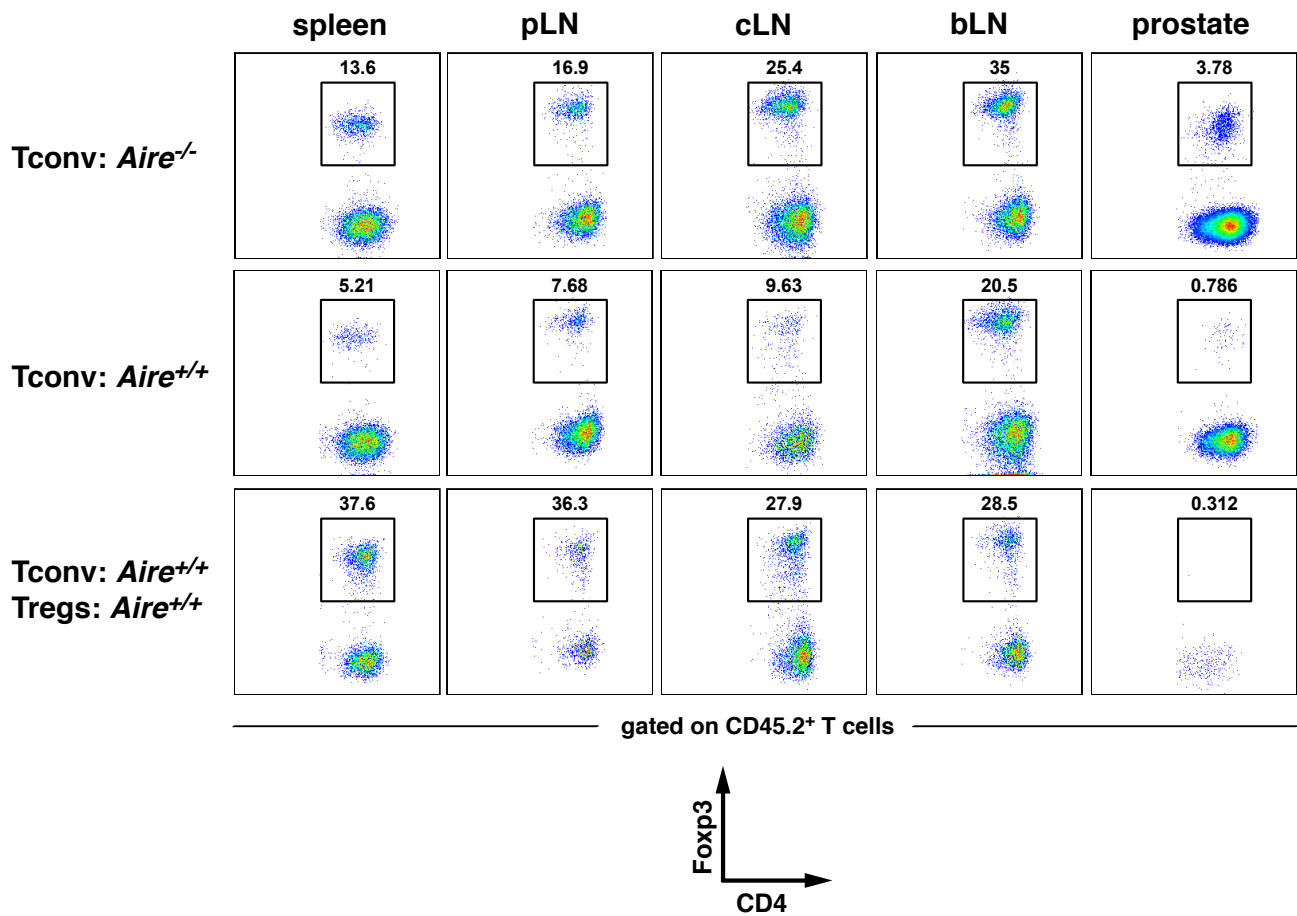 spleen pLN cLN bLN prostate
13.6 16.9 25.4 35 3.78
Tconv: Aire-/-
5.21 7.68 9.63 20.5 0.786
Tconv: Aire+/+
37.6 36.3 27.9 28.5 0.312
Tconv: Aire+/+
Tregs: Aire+/+
gated on CD45.2+ T cells
Foxp3
CD4